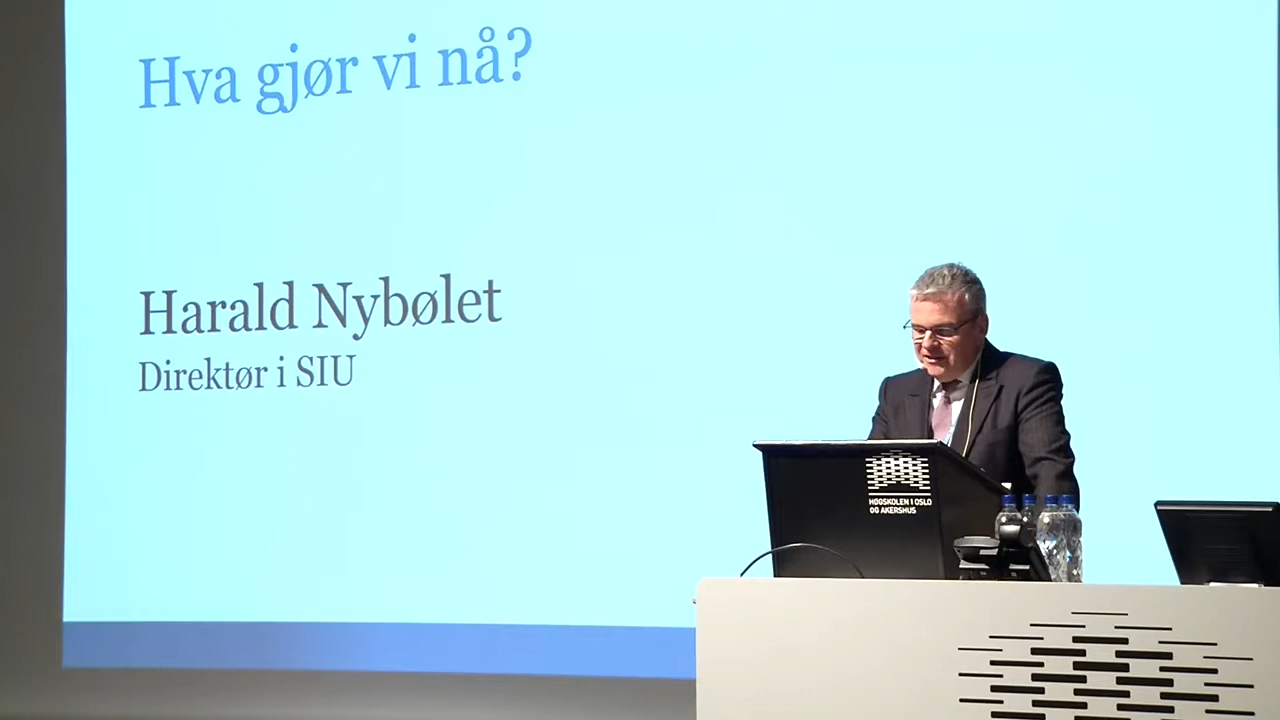 Hva gjør vi nå?
Harald Nybølet
Direktør i SIU
HØGSKOLEN I OSLO
OG AKERSHUS